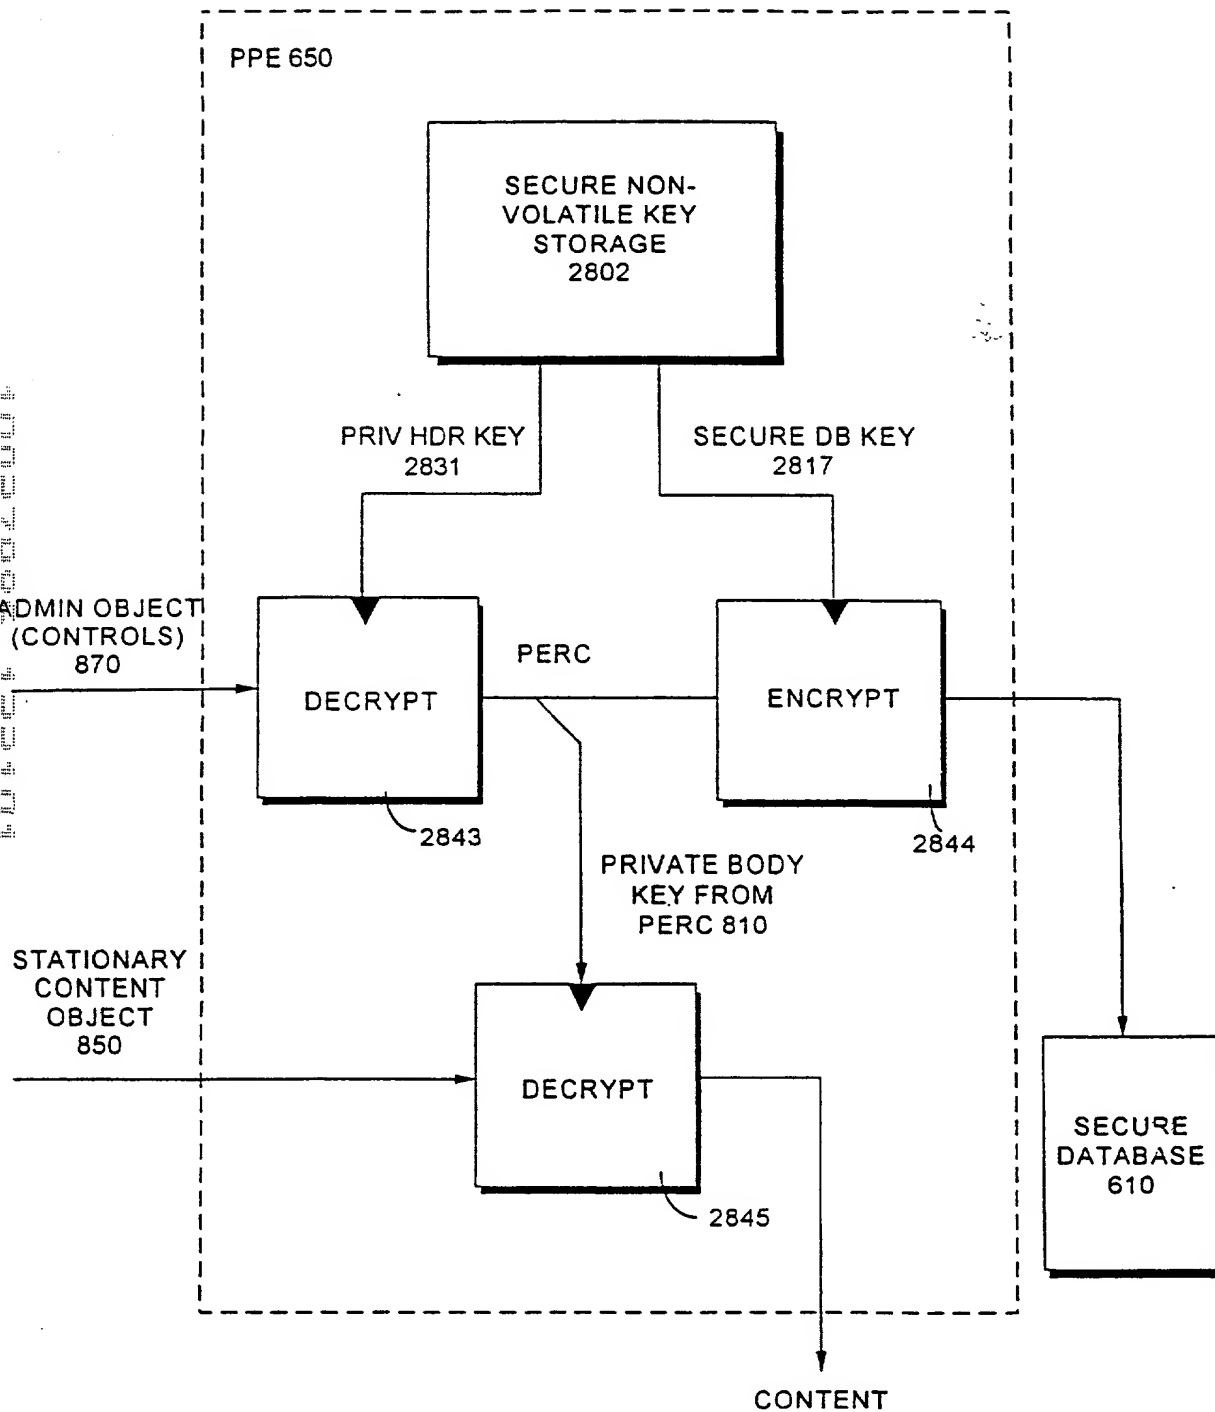 PPE 650
SECURE NON-
VOLATILE KEY
STORAGE
2802
PRIV HDR KEY
2831
SECURE DB KEY
2817
ADMIN OBJECT
(CONTROLS)
870
DECRYPT
PERC
ENCRYPT
2843
2844
PRIVATE BODY
KEY FROM
PERC 810
STATIONARY
CONTENT
OBJECT
850
DECRYPT
2845
SECURE
DATABASE
610
CONTENT